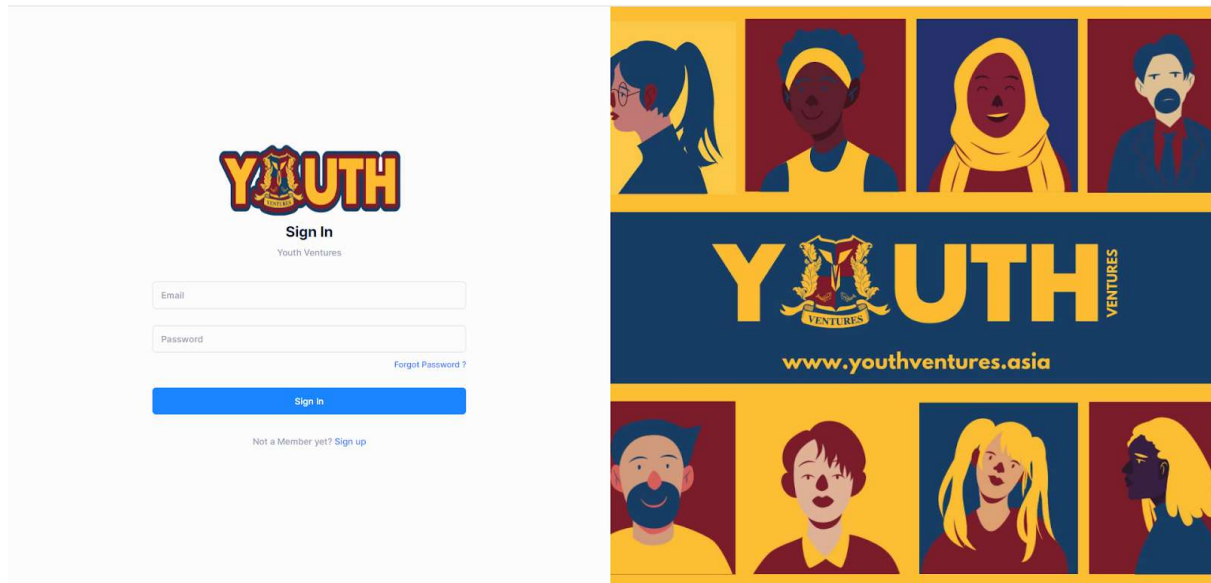 YOUTH
VENTURES
Sign In
Youth Ventures
Email
Password
Forgot Password ?
Sign In
Not a Member yet? Sign up
YOUTH
VENTURES
VENTURES
www.youthventures.asia